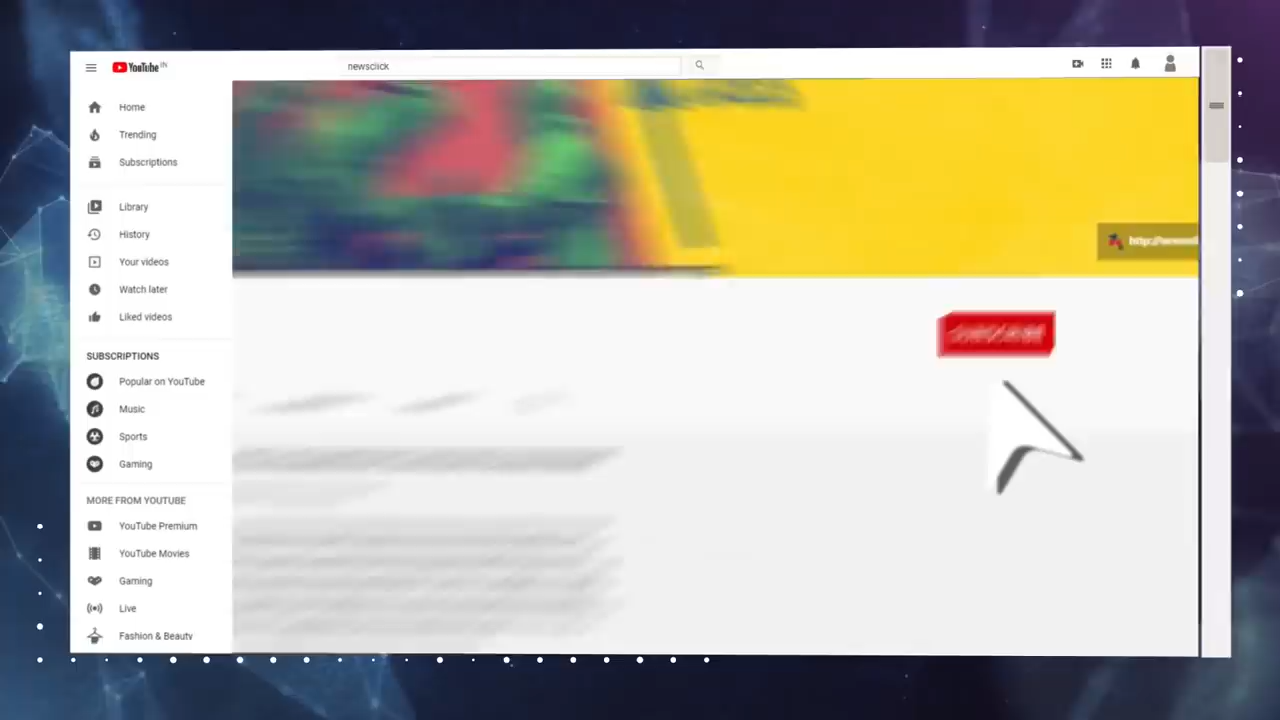 YouTube IN
newsclick
Home
Trending
Subscriptions
Library
History
Your videos
Watch later
Liked videos
SUBSCRIPTIONS
Popular on YouTube
Music
Sports
Gaming
MORE FROM YOUTUBE
YouTube Premium
YouTube Movies
Gaming
Live
Fashion & Beauty